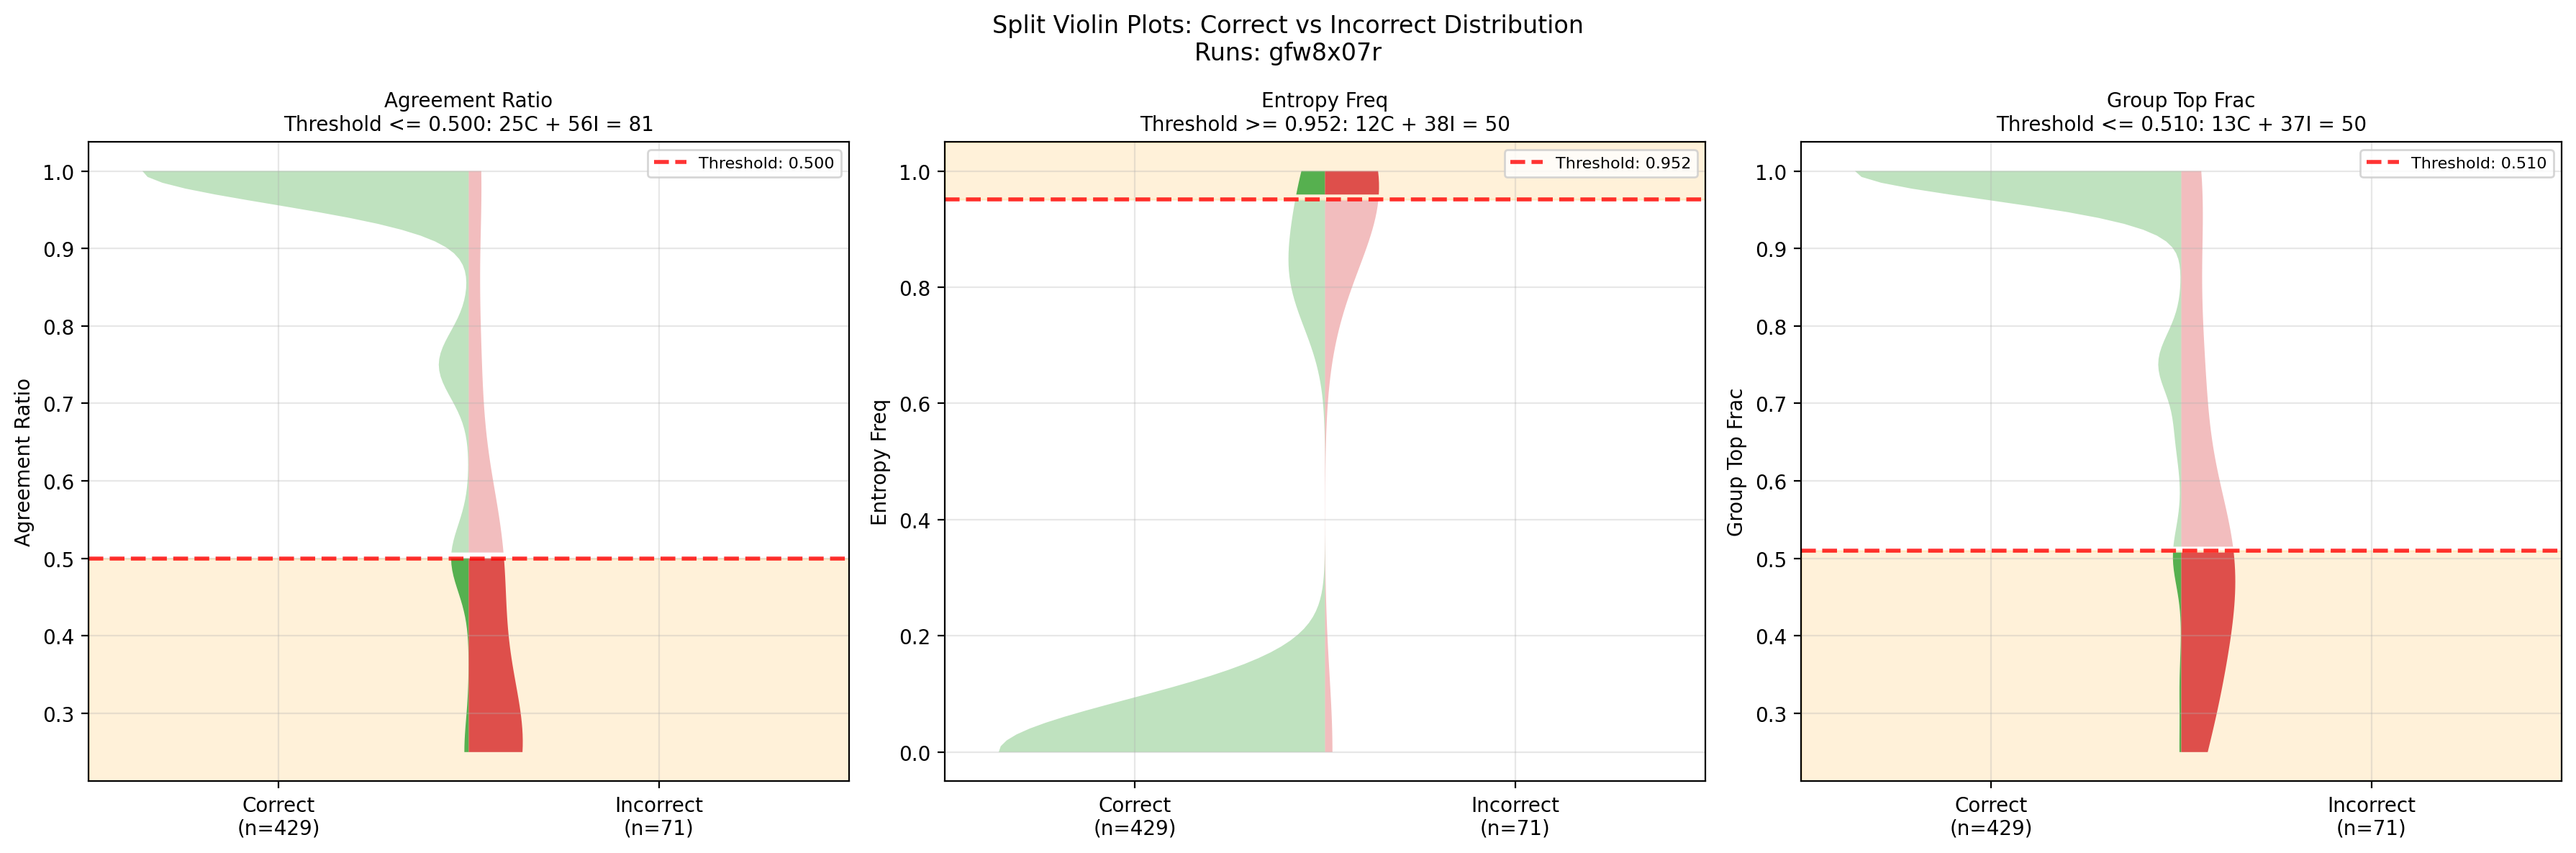 Split Violin Plots: Correct vs Incorrect Distribution
Runs: gfw8x07r
Agreement Ratio
Threshold <= 0.500: 25C + 56I = 81
Threshold: 0.500
Agreement Ratio
1.0
0.9
0.8
0.7
0.6
0.5
0.4
0.3
Correct
(n=429)
Incorrect
(n=71)
Entropy Freq
Threshold >= 0.952: 12C + 38I = 50
Threshold: 0.952
Entropy Freq
1.0
0.8
0.6
0.4
0.2
0.0
Correct
(n=429)
Incorrect
(n=71)
Group Top Frac
Threshold <= 0.510: 13C + 37I = 50
Threshold: 0.510
Group Top Frac
1.0
0.9
0.8
0.7
0.6
0.5
0.4
0.3
Correct
(n=429)
Incorrect
(n=71)